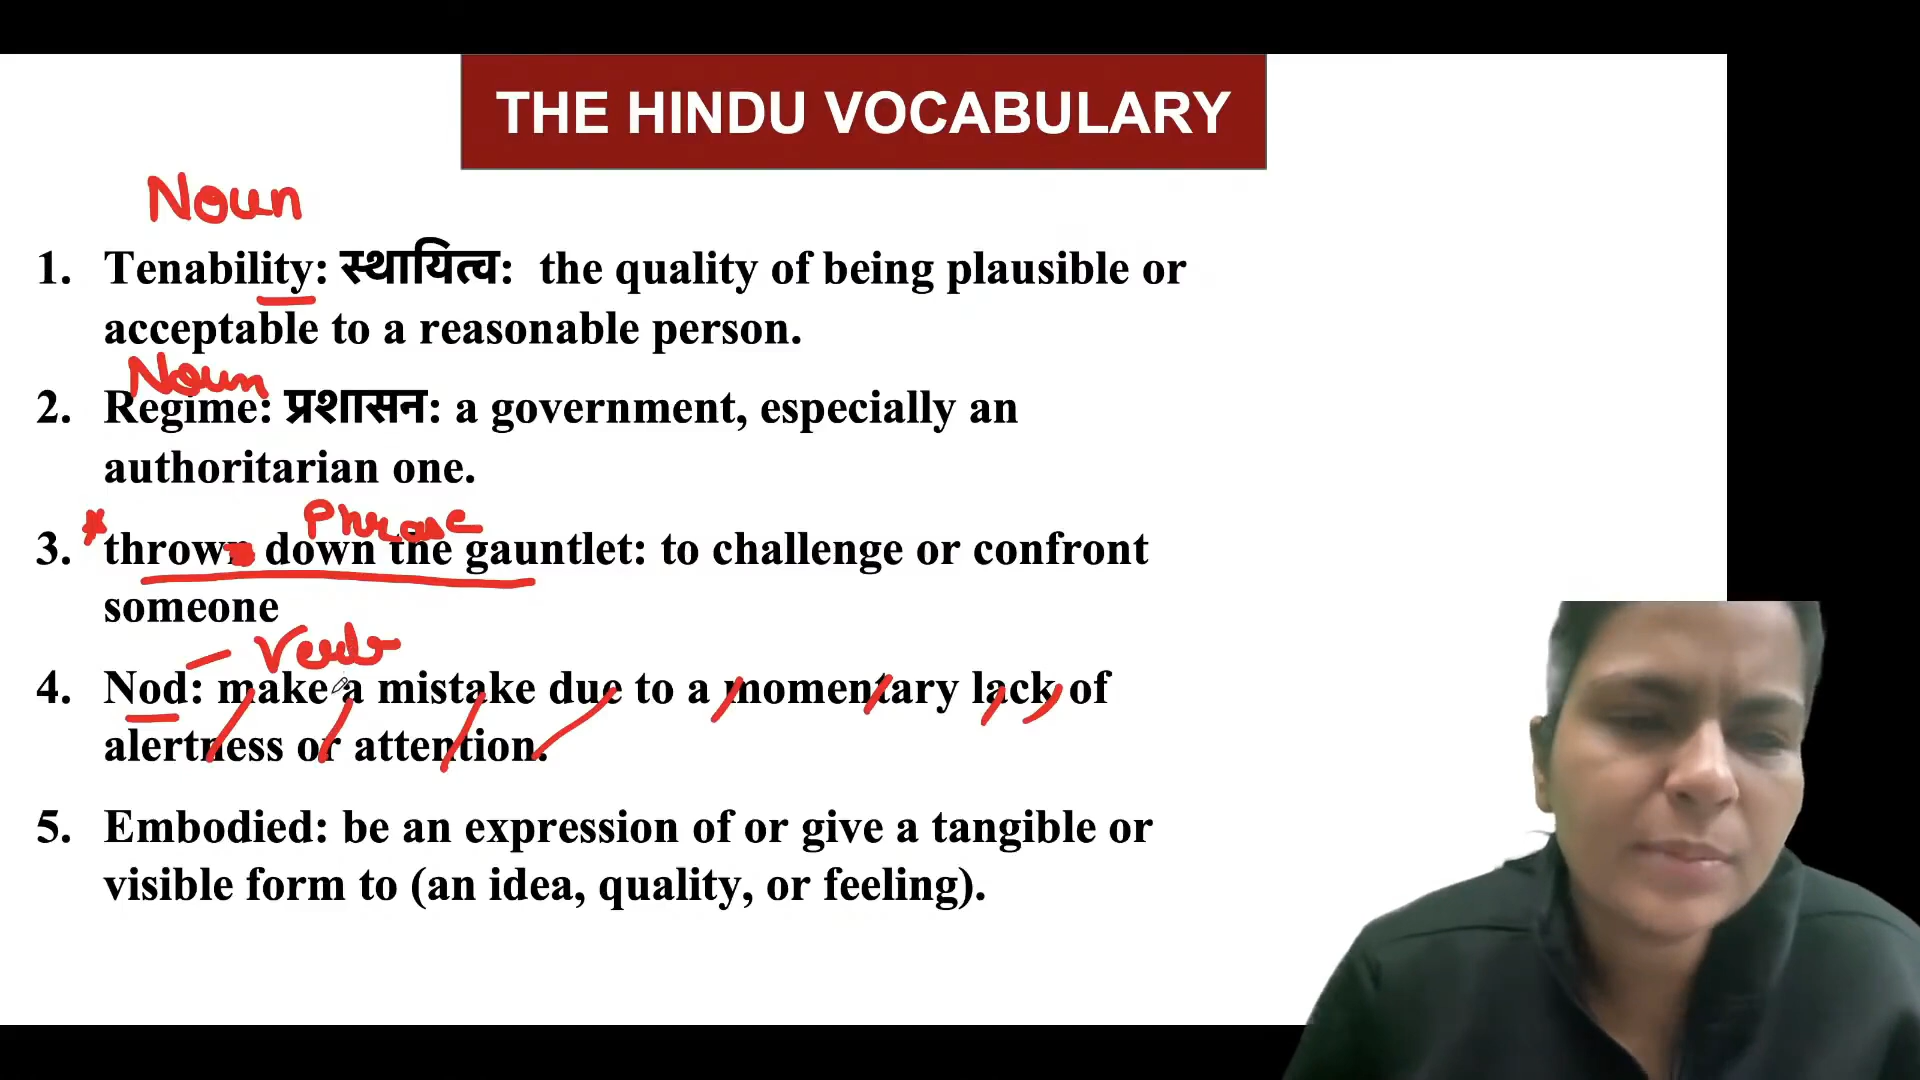 THE HINDU VOCABULARY
Noun
1. Tenability: स्थायित्व: the quality of being plausible or
acceptable to a reasonable person.
Noun
2. Regime: प्रशासन: a government, especially an
authoritarian one.
Phrase
3. * thrown down the gauntlet: to challenge or confront
someone
– Verb
4. Nod: make a mistake due to a momentary lack of
alertness or attention.
5. Embodied: be an expression of or give a tangible or
visible form to (an idea, quality, or feeling).